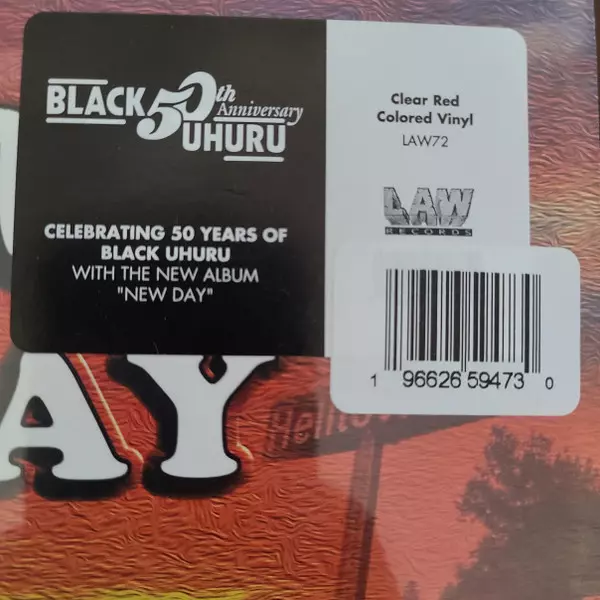 BLACK 50th
Anniversary
UHURU
CELEBRATING 50 YEARS OF
BLACK UHURU
WITH THE NEW ALBUM
"NEW DAY"
Clear Red
Colored Vinyl
LAW72
LAW
RECORDS
1 96626 59473 0
AY